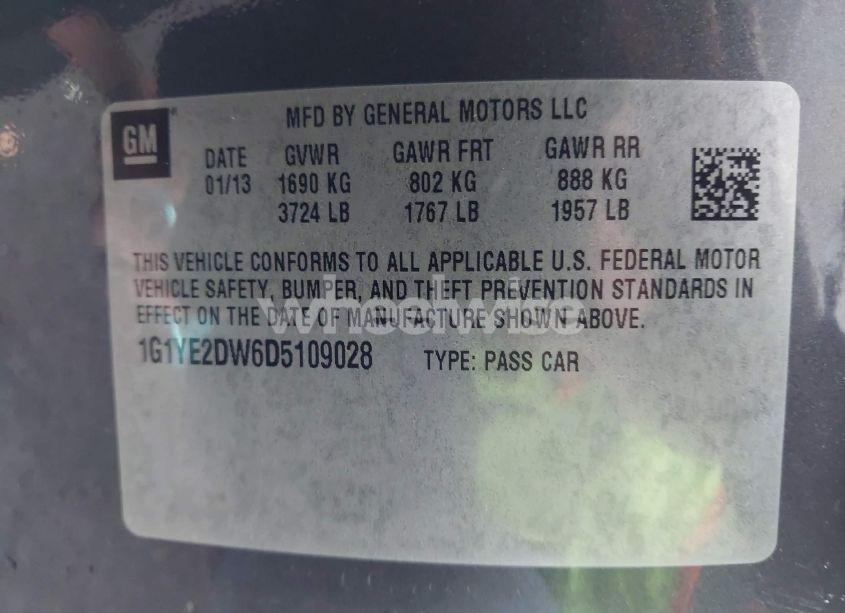 GM
MFD BY GENERAL MOTORS LLC
DATE GVWR GAWR FRT GAWR RR
01/13 1690 KG 802 KG 888 KG
3724 LB 1767 LB 1957 LB
THIS VEHICLE CONFORMS TO ALL APPLICABLE U.S. FEDERAL MOTOR
VEHICLE SAFETY, BUMPER, AND THEFT PREVENTION STANDARDS IN
EFFECT ON THE DATE OF MANUFACTURE SHOWN ABOVE.
wheelwise
1G1YE2DW6D5109028 TYPE: PASS CAR